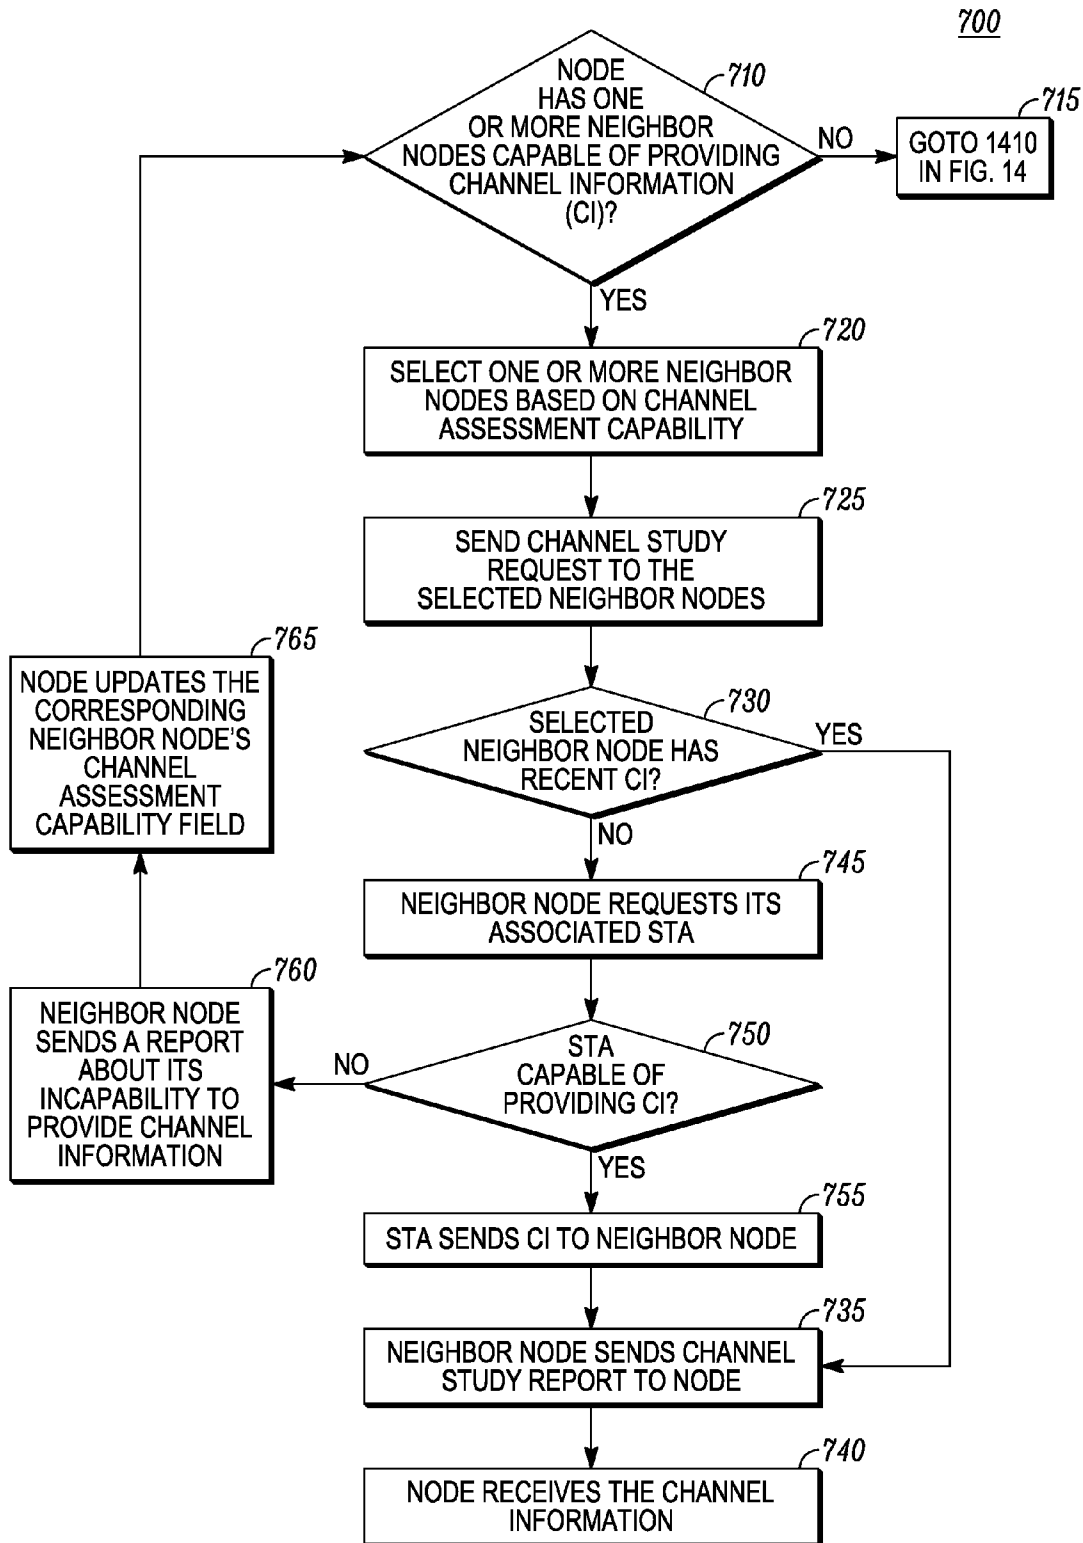 700
710
NODE
HAS ONE
OR MORE NEIGHBOR
NODES CAPABLE OF PROVIDING
CHANNEL INFORMATION
(CI)?
NO
715
GOTO 1410
IN FIG. 14
YES
720
SELECT ONE OR MORE NEIGHBOR
NODES BASED ON CHANNEL
ASSESSMENT CAPABILITY
725
SEND CHANNEL STUDY
REQUEST TO THE
SELECTED NEIGHBOR NODES
730
SELECTED
NEIGHBOR NODE HAS
RECENT CI?
YES
NO
745
NEIGHBOR NODE REQUESTS ITS
ASSOCIATED STA
750
STA
CAPABLE OF
PROVIDING CI?
NO
YES
760
NEIGHBOR NODE
SENDS A REPORT
ABOUT ITS
INCAPABILITY TO
PROVIDE CHANNEL
INFORMATION
765
NODE UPDATES THE
CORRESPONDING
NEIGHBOR NODE'S
CHANNEL
ASSESSMENT
CAPABILITY FIELD
755
STA SENDS CI TO NEIGHBOR NODE
735
NEIGHBOR NODE SENDS CHANNEL
STUDY REPORT TO NODE
740
NODE RECEIVES THE CHANNEL
INFORMATION